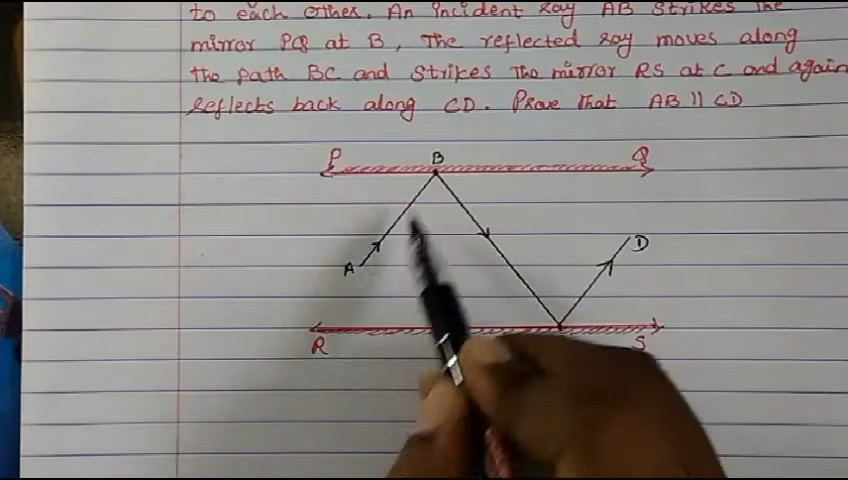 to each other. An incident ray AB strikes the
mirror PQ at B, The reflected ray moves along
the path BC and strikes the mirror RS at C and again
reflects back along CD. Prove that AB || CD
P B Q
A D
R S